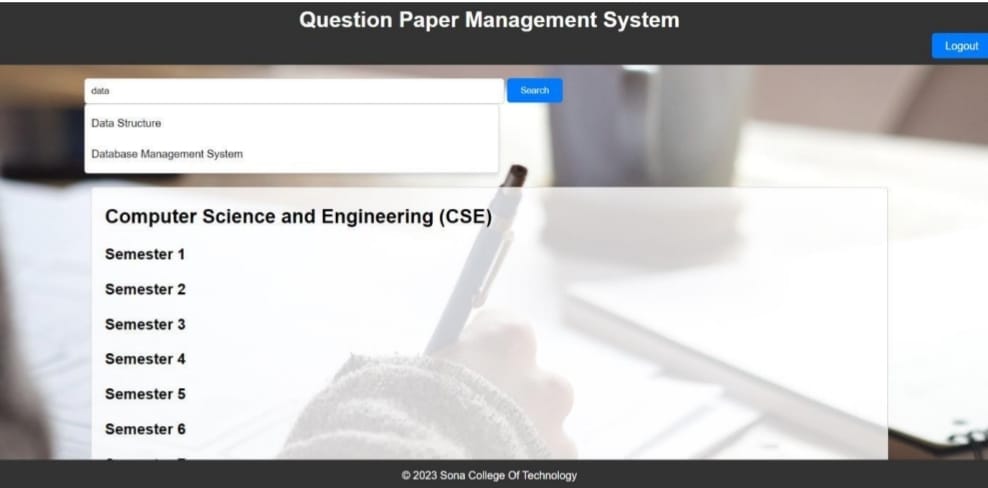 Question Paper Management System
Logout
data
Search
Data Structure
Database Management System
Computer Science and Engineering (CSE)
Semester 1
Semester 2
Semester 3
Semester 4
Semester 5
Semester 6
© 2023 Sona College Of Technology